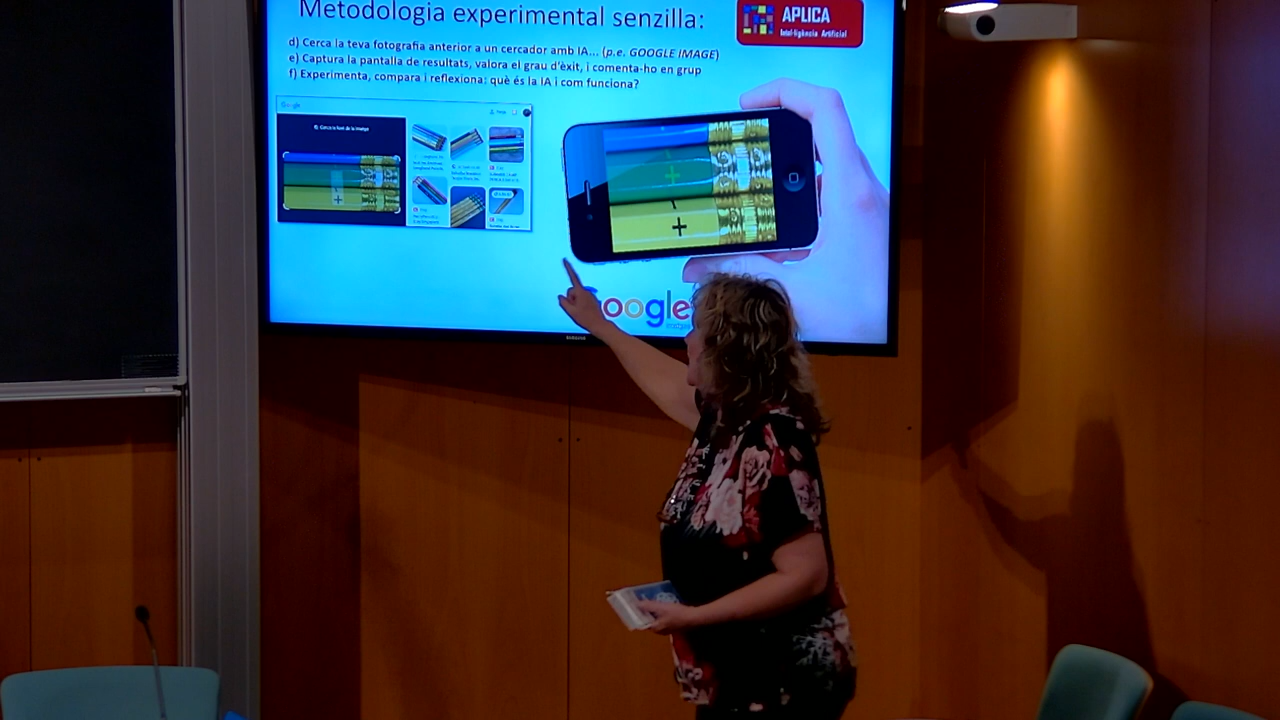 Metodologia experimental senzilla:
APLICA
Intel·ligència Artificial
d) Cerca la teva fotografia anterior a un cercador amb IA... (p.e. GOOGLE IMAGE)
e) Captura la pantalla de resultats, valora el grau d'èxit, i comenta-ho en grup
f) Experimenta, compara i reflexiona: què és la IA i com funciona?
Google
+
+
+
Google
SAMSUNG